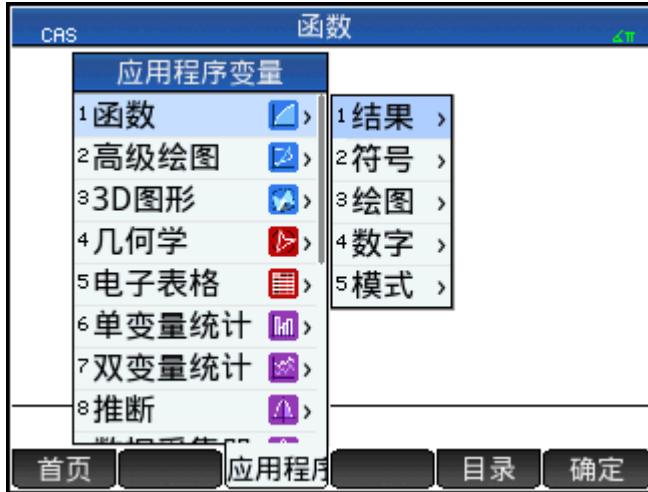 函数
CAS
∡π
应用程序变量
1函数 ›
2高级绘图 ›
33D图形 ›
4几何学 ›
5电子表格 ›
6单变量统计 ›
7双变量统计 ›
8推断 ›
1结果 ›
2符号 ›
3绘图 ›
4数字 ›
5模式 ›
首页 应用程序 目录 确定